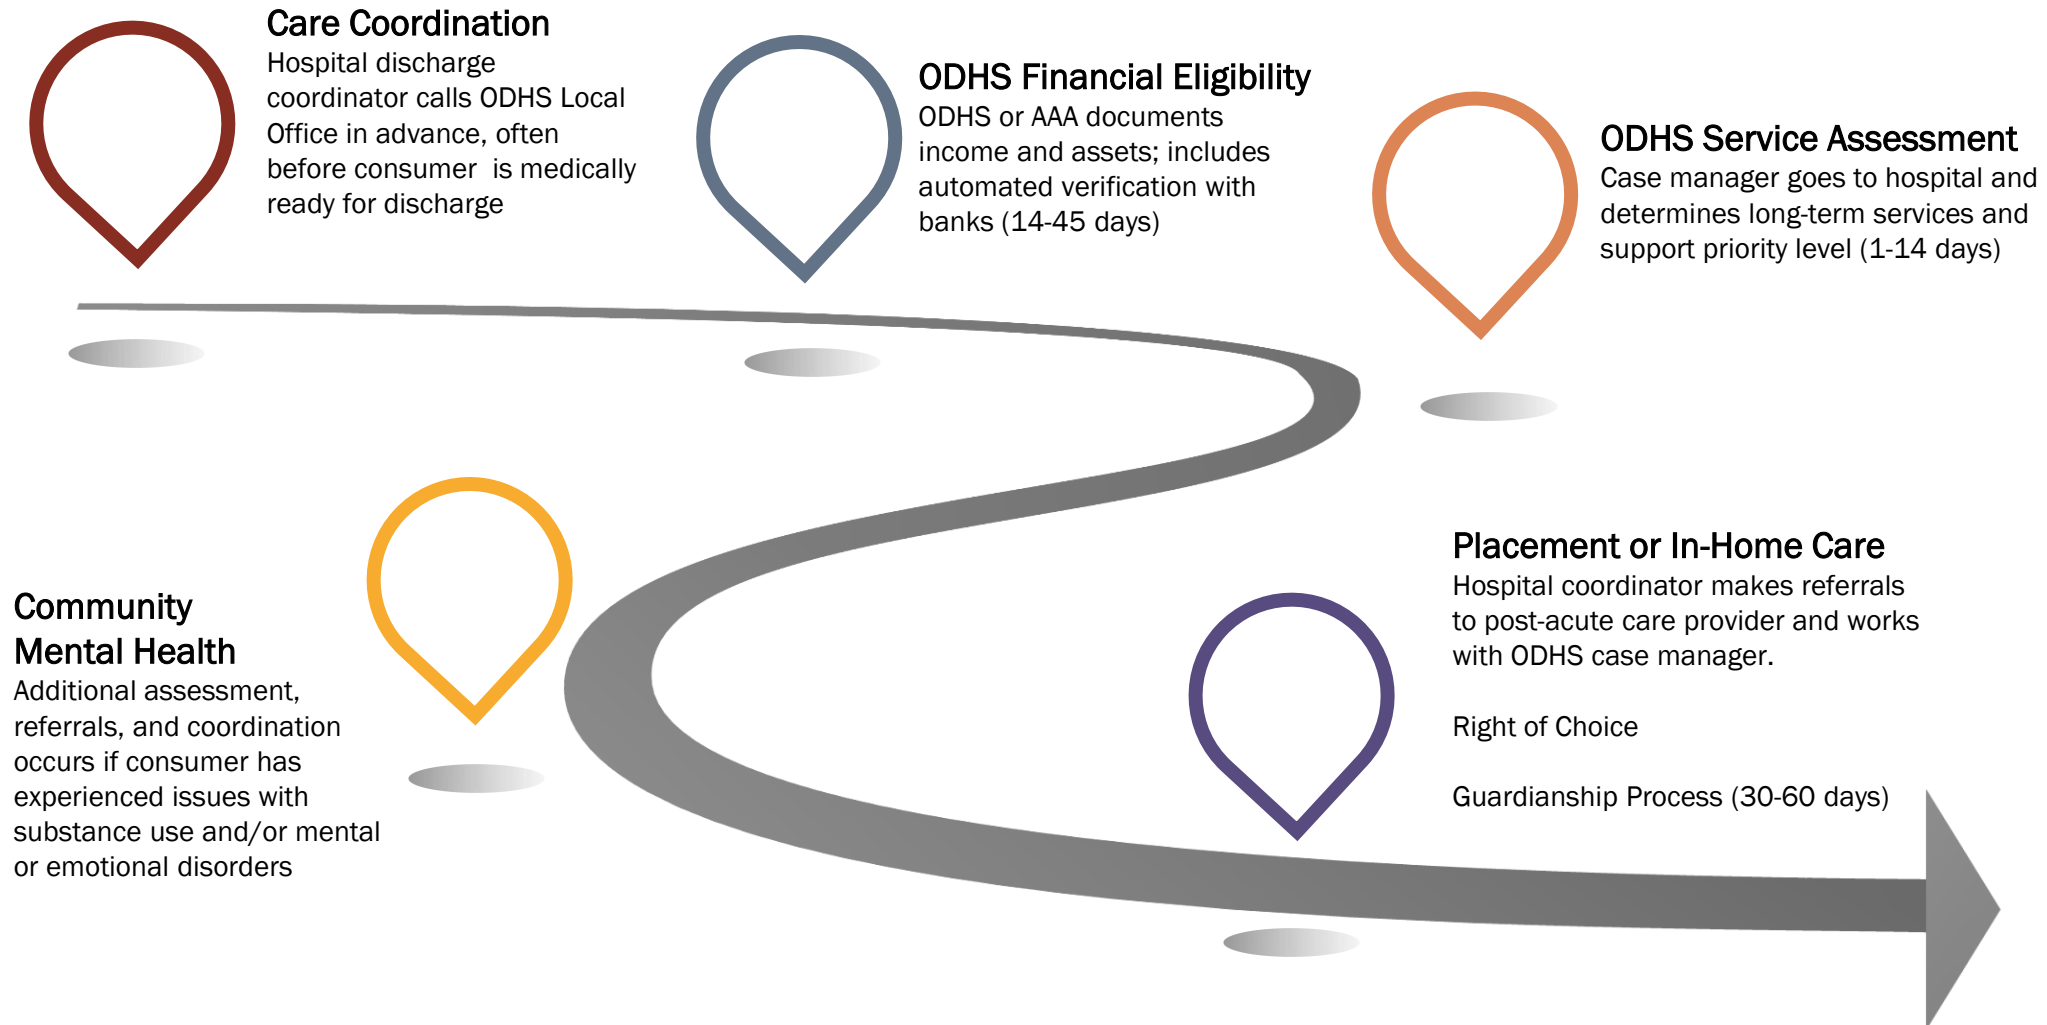 Care Coordination
Hospital discharge
coordinator calls ODHS Local
Office in advance, often
before consumer  is medically
ready for discharge
ODHS Financial Eligibility
ODHS or AAA documents
income and assets; includes
automated verification with
banks (14-45 days)
ODHS Service Assessment
Case manager goes to hospital and
determines long-term services and
support priority level (1-14 days)
Community
Mental Health
Additional assessment,
referrals, and coordination
occurs if consumer has
experienced issues with
substance use and/or mental
or emotional disorders
Placement or In-Home Care
Hospital coordinator makes referrals
to post-acute care provider and works
with ODHS case manager.
Right of Choice
Guardianship Process (30-60 days)